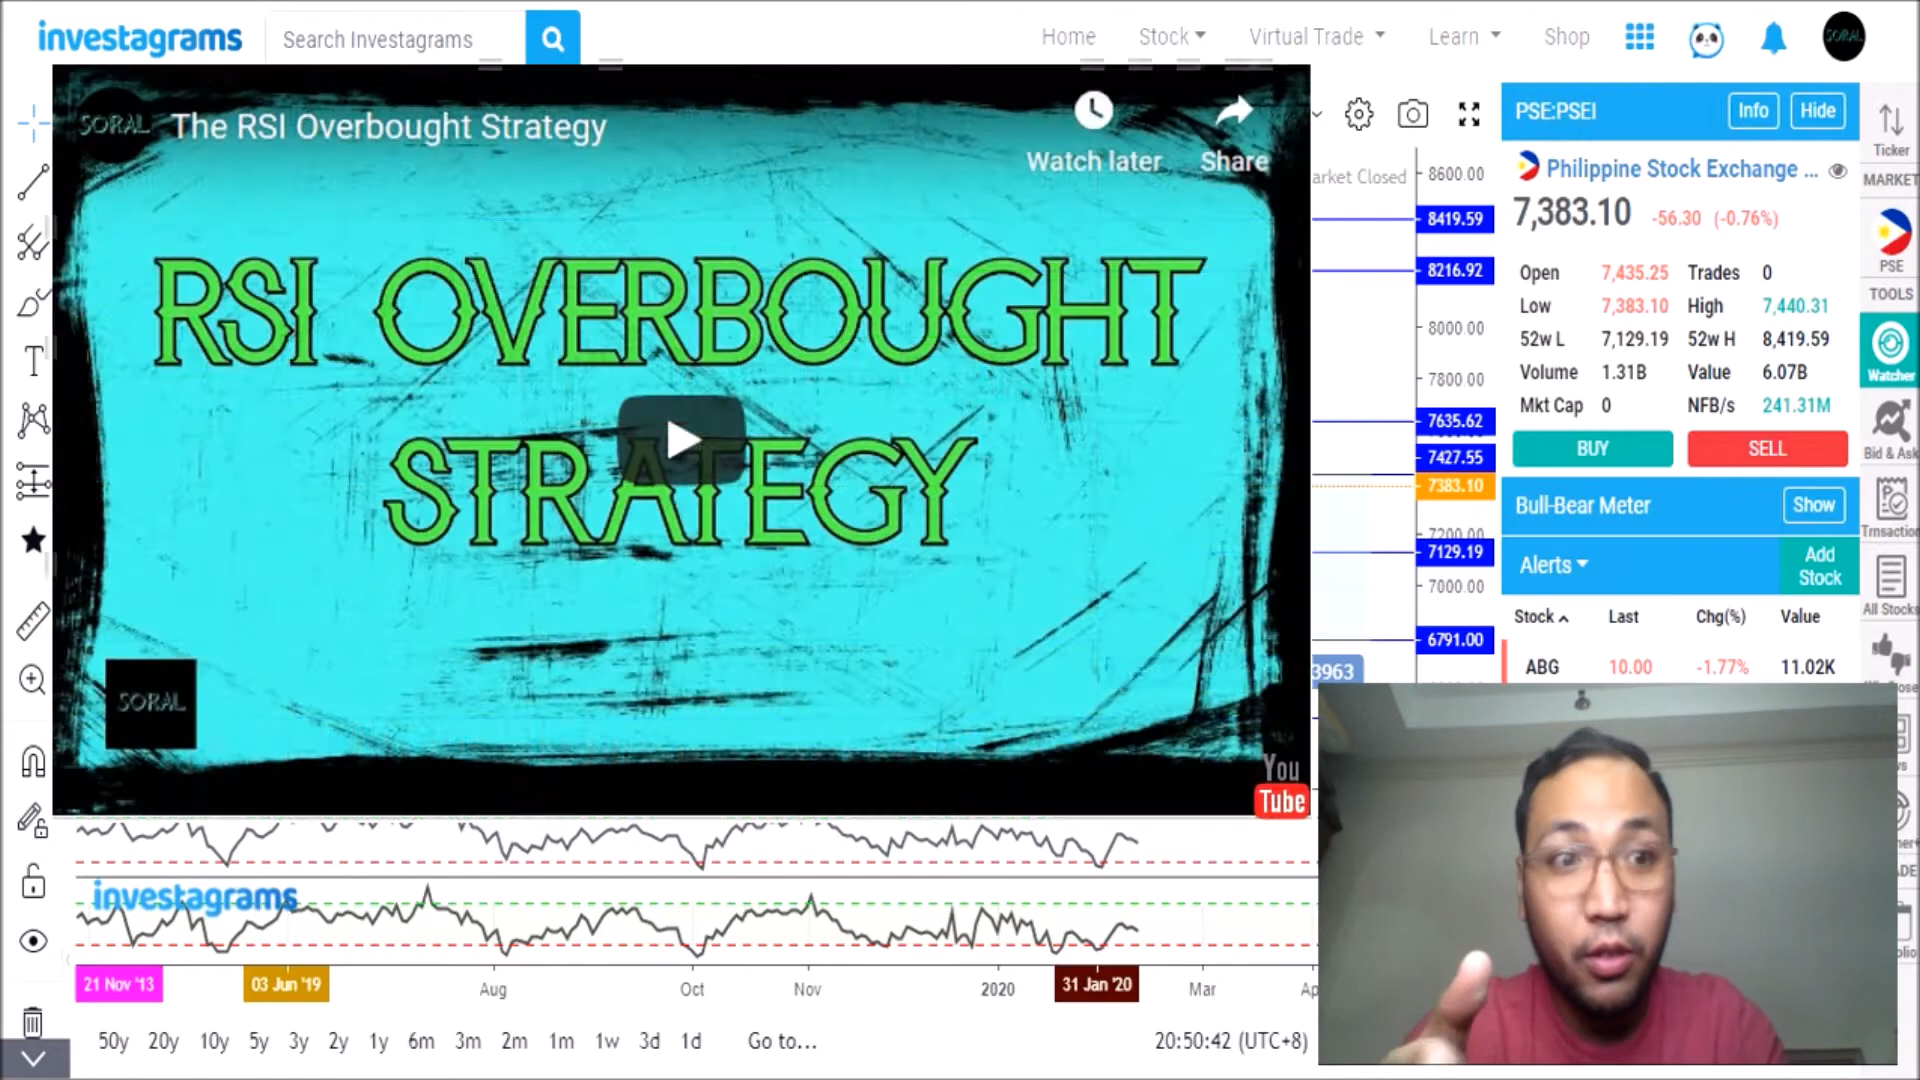 investagrams
Search Investagrams
Home
Stock
Virtual Trade
Learn
Shop
SORAL
SORAL
The RSI Overbought Strategy
Watch later
Share
RSI OVERBOUGHT
STRATEGY
SORAL
You
Tube
arket Closed
8600.00
8419.59
8216.92
8000.00
7800.00
7635.62
7427.55
7383.10
7200.00
7129.19
7000.00
6791.00
3963
PSE:PSEI
Info
Hide
Philippine Stock Exchange ...
7,383.10 -56.30 (-0.76%)
Open 7,435.25 Trades 0
Low 7,383.10 High 7,440.31
52w L 7,129.19 52w H 8,419.59
Volume 1.31B Value 6.07B
Mkt Cap 0 NFB/s 241.31M
BUY
SELL
Bull-Bear Meter
Show
Alerts
Add
Stock
Stock Last Chg(%) Value
ABG 10.00 -1.77% 11.02K
Ticker
MARKET
PSE
TOOLS
Watcher
Bid & Ask
Trnsaction
All Stocks
investagrams
21 Nov '13
03 Jun '19
Aug
Oct
Nov
2020
31 Jan '20
Mar
Ap
50y 20y 10y 5y 3y 2y 1y 6m 3m 2m 1m 1w 3d 1d Go to...
20:50:42 (UTC+8)